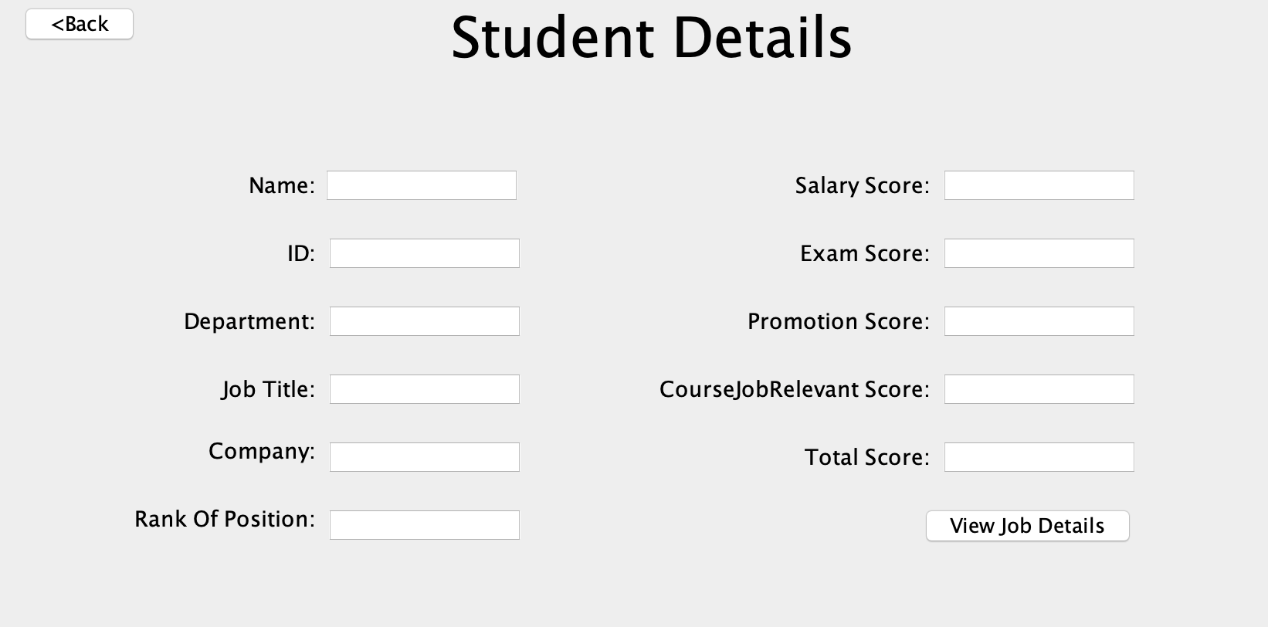 <Back
Student Details
Name:
ID:
Department:
Job Title:
Company:
Rank Of Position:
Salary Score:
Exam Score:
Promotion Score:
CourseJobRelevant Score:
Total Score:
View Job Details